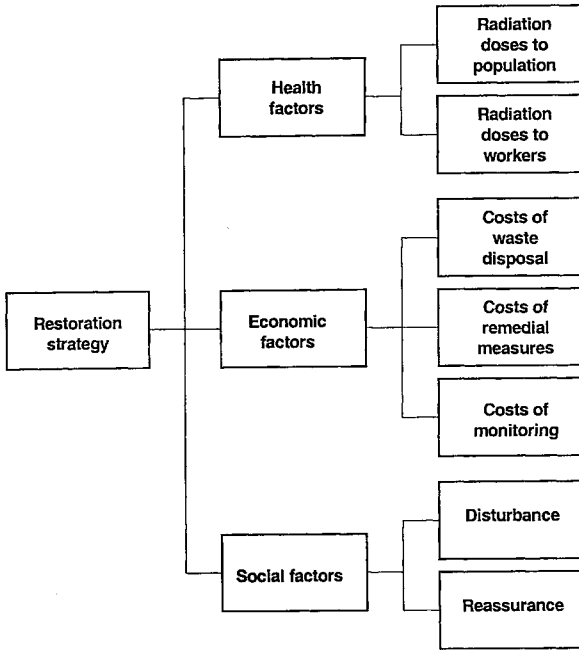 Restoration
strategy
Health
factors
Radiation
doses to
population
Radiation
doses to
workers
Economic
factors
Costs of
waste
disposal
Costs of
remedial
measures
Costs of
monitoring
Social factors
Disturbance
Reassurance